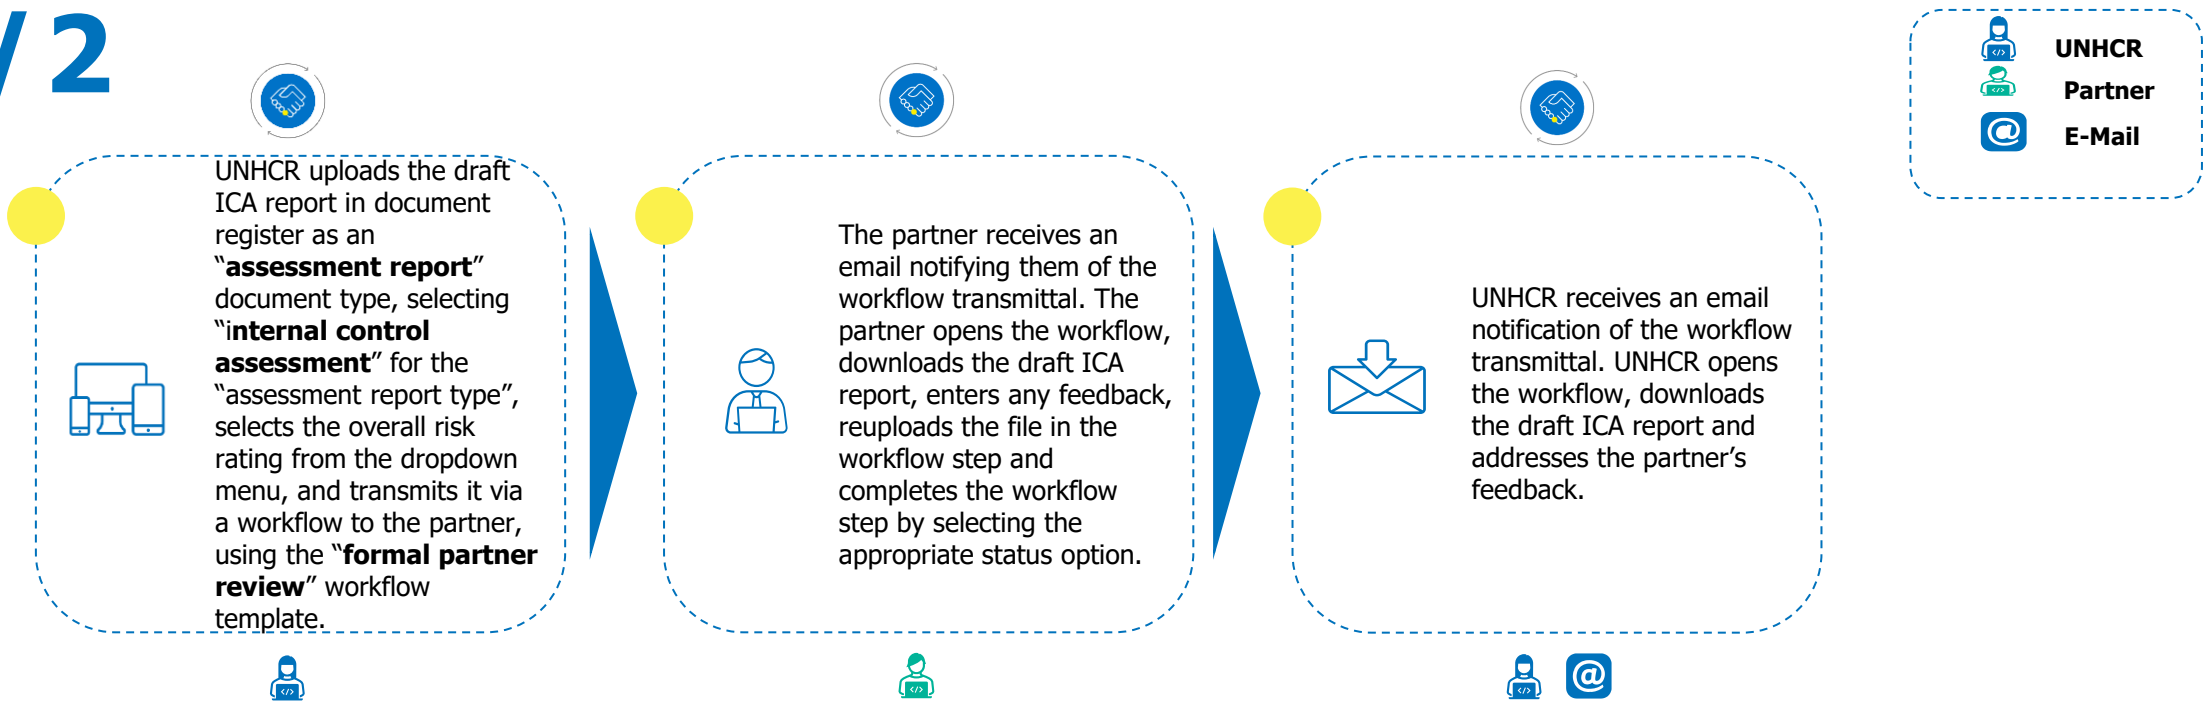 / 2
UNHCR uploads the draft
ICA report in document
register as an
“assessment report”
document type, selecting
“internal control
assessment” for the
“assessment report type”,
selects the overall risk
rating from the dropdown
menu, and transmits it via
a workflow to the partner,
using the “formal partner
review” workflow
template.
The partner receives an
email notifying them of the
workflow transmittal. The
partner opens the workflow,
downloads the draft ICA
report, enters any feedback,
reuploads the file in the
workflow step and
completes the workflow
step by selecting the
appropriate status option.
UNHCR receives an email
notification of the workflow
transmittal. UNHCR opens
the workflow, downloads
the draft ICA report and
addresses the partner’s
feedback.
@
UNHCR
Partner
@ E-Mail